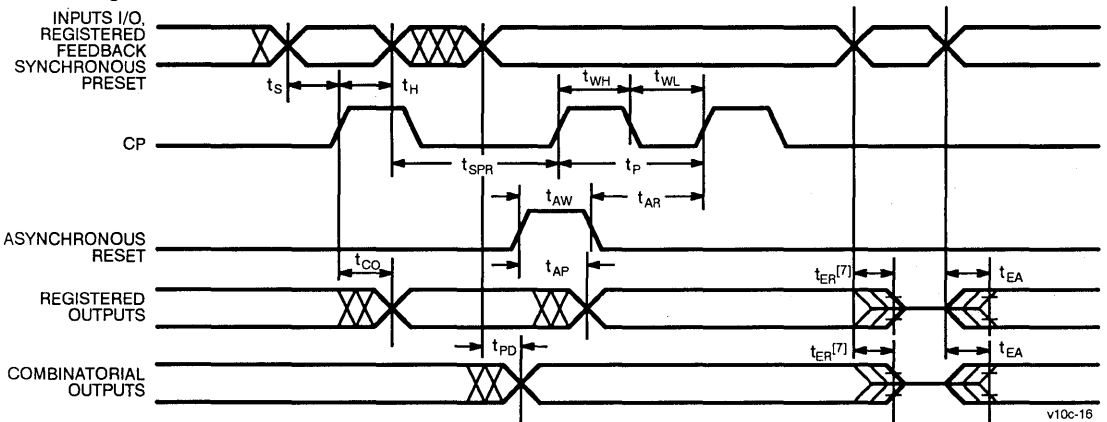 INPUTS I/O,
REGISTERED
FEEDBACK
SYNCHRONOUS
PRESET
tS
tH
tWH
tWL
CP
tSPR
tP
tAW
tAR
ASYNCHRONOUS
RESET
tCO
tAP
tER[7]
tEA
REGISTERED
OUTPUTS
tPD
tER[7]
tEA
COMBINATORIAL
OUTPUTS
v10c-16